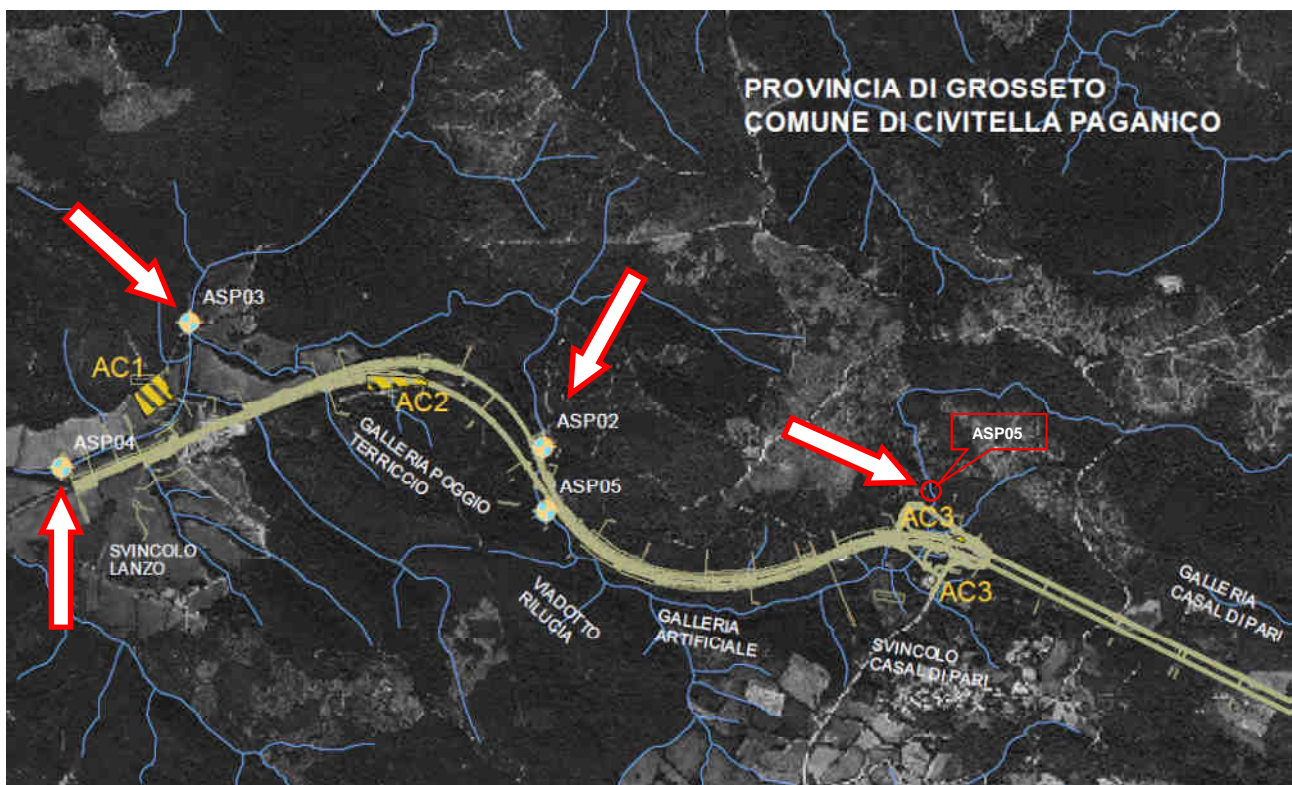 PROVINCIA DI GROSSETO
COMUNE DI CIVITELLA PAGANICO
ASP03
AC1
AC2
ASP02
ASP05
ASP04
ASP05
AC3
AC3
GALLERIA POGGIO
TERRICCIO
SVINCOLO
LANZO
VIADOTTO
RILUCIA
GALLERIA
ARTIFICIALE
SVINCOLO
CASAL DI PARI
GALLERIA
CASAL DI PARI